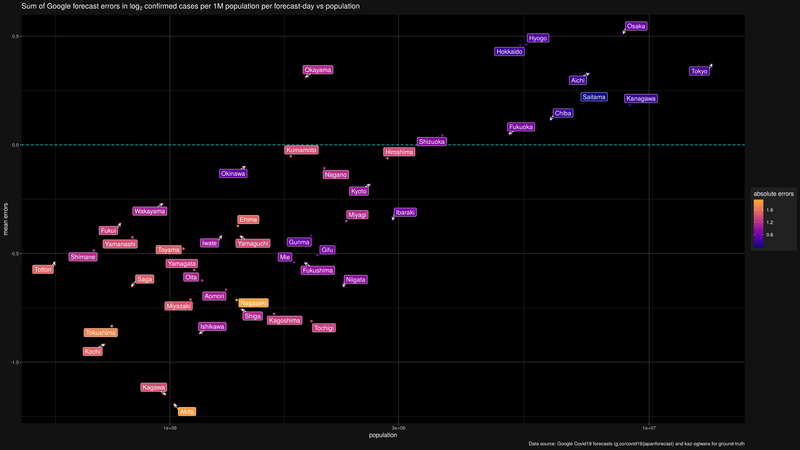 Sum of Google forecast errors in log2 confirmed cases per 1M population per forecast-day vs population
0.5
0.0
-0.5
-1.0
mean errors
Osaka
Hyogo
Hokkaido
Tokyo
Okayama
Aichi
Saitama
Kanagawa
Chiba
Fukuoka
Shizuoka
Kumamoto
Hiroshima
Okinawa
Nagano
Kyoto
Wakayama
Miyagi
Ibaraki
Ehime
Fukui
Yamanashi
Iwate
Yamaguchi
Gunma
Toyama
Gifu
Shimane
Mie
Yamagata
Tottori
Fukushima
Oita
Saga
Niigata
Aomori
Nagasaki
Miyazaki
Shiga
Kagoshima
Ishikawa
Tochigi
Tokushima
Kochi
Kagawa
Akita
absolute errors
1.6
1.2
0.8
1e+06
3e+06
1e+07
population
Data source: Google Covid19 forecasts (g.co/covid19/japanforecast) and kaz-ogiwara for ground-truth